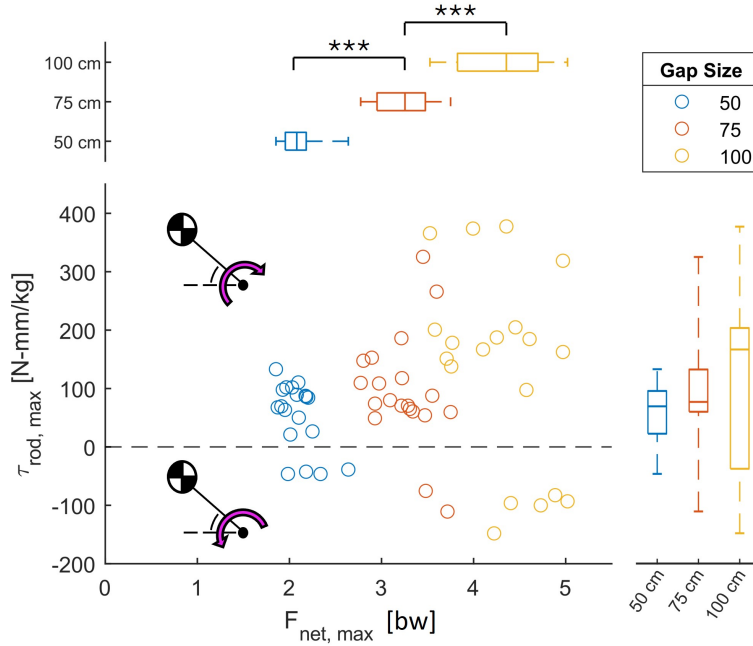 ***
***
100 cm
75 cm
50 cm
Gap Size
50
75
100
400
300
200
100
0
-100
-200
τrod, max [N-mm/kg]
0
1
2
3
4
5
Fnet, max [bw]
50 cm
75 cm
100 cm